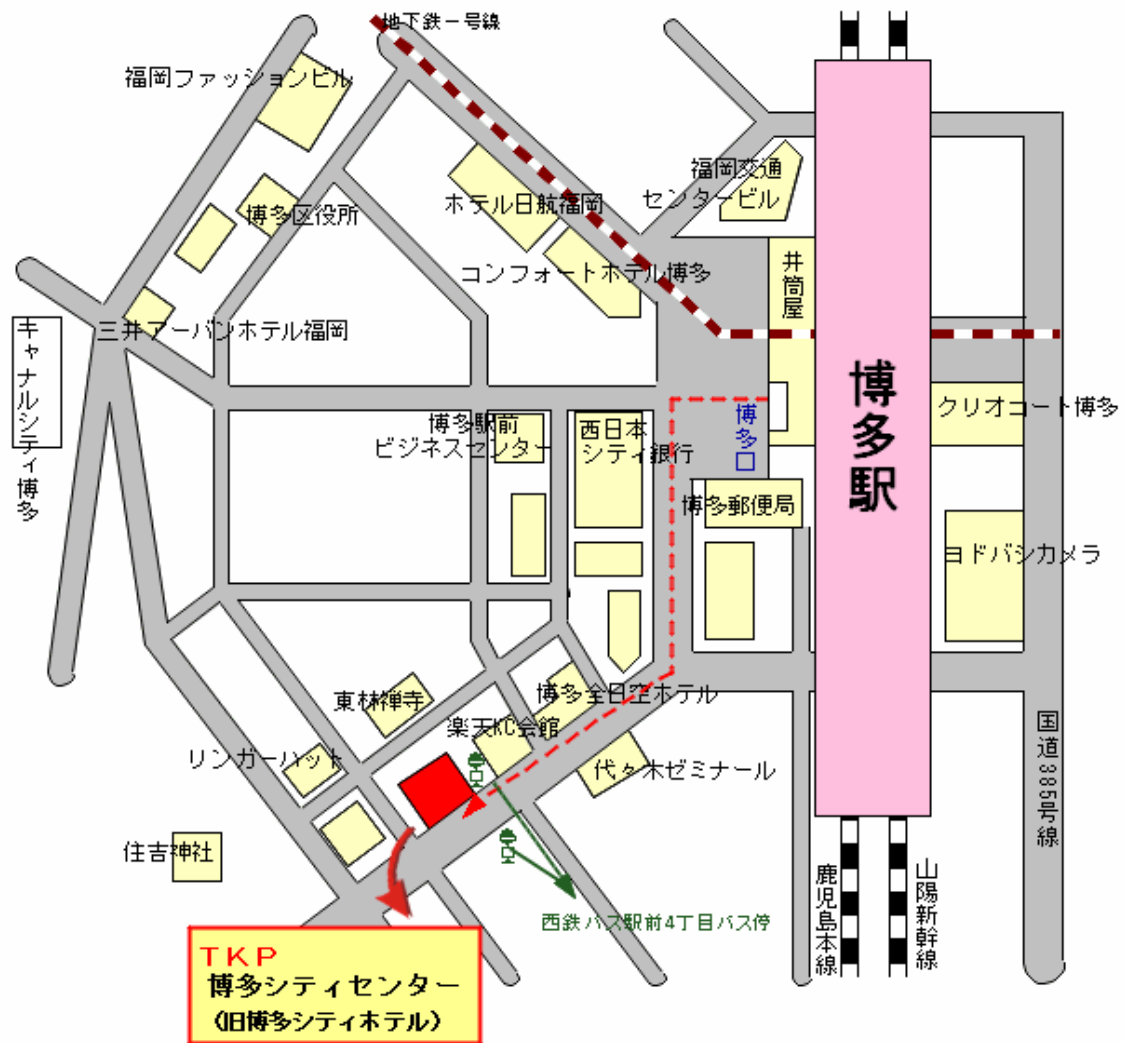 地下鉄一号線
福岡ファッションビル
福岡交通
センタービル
ホテル日航福岡
博多区役所
井筒屋
コンフォートホテル博多
三井アーバンホテル福岡
キャナルシティ博多
博多駅
クリオコート博多
博多口
博多駅前
ビジネスセンター
西日本
シティ銀行
博多郵便局
ヨドバシカメラ
東林禅寺
博多全日空ホテル
楽天KC会館
リンガーハット
代々木ゼミナール
国道385号線
住吉神社
鹿児島本線
山陽新幹線
西鉄バス駅前4丁目バス停
TKP
博多シティセンター
(旧博多シティホテル)